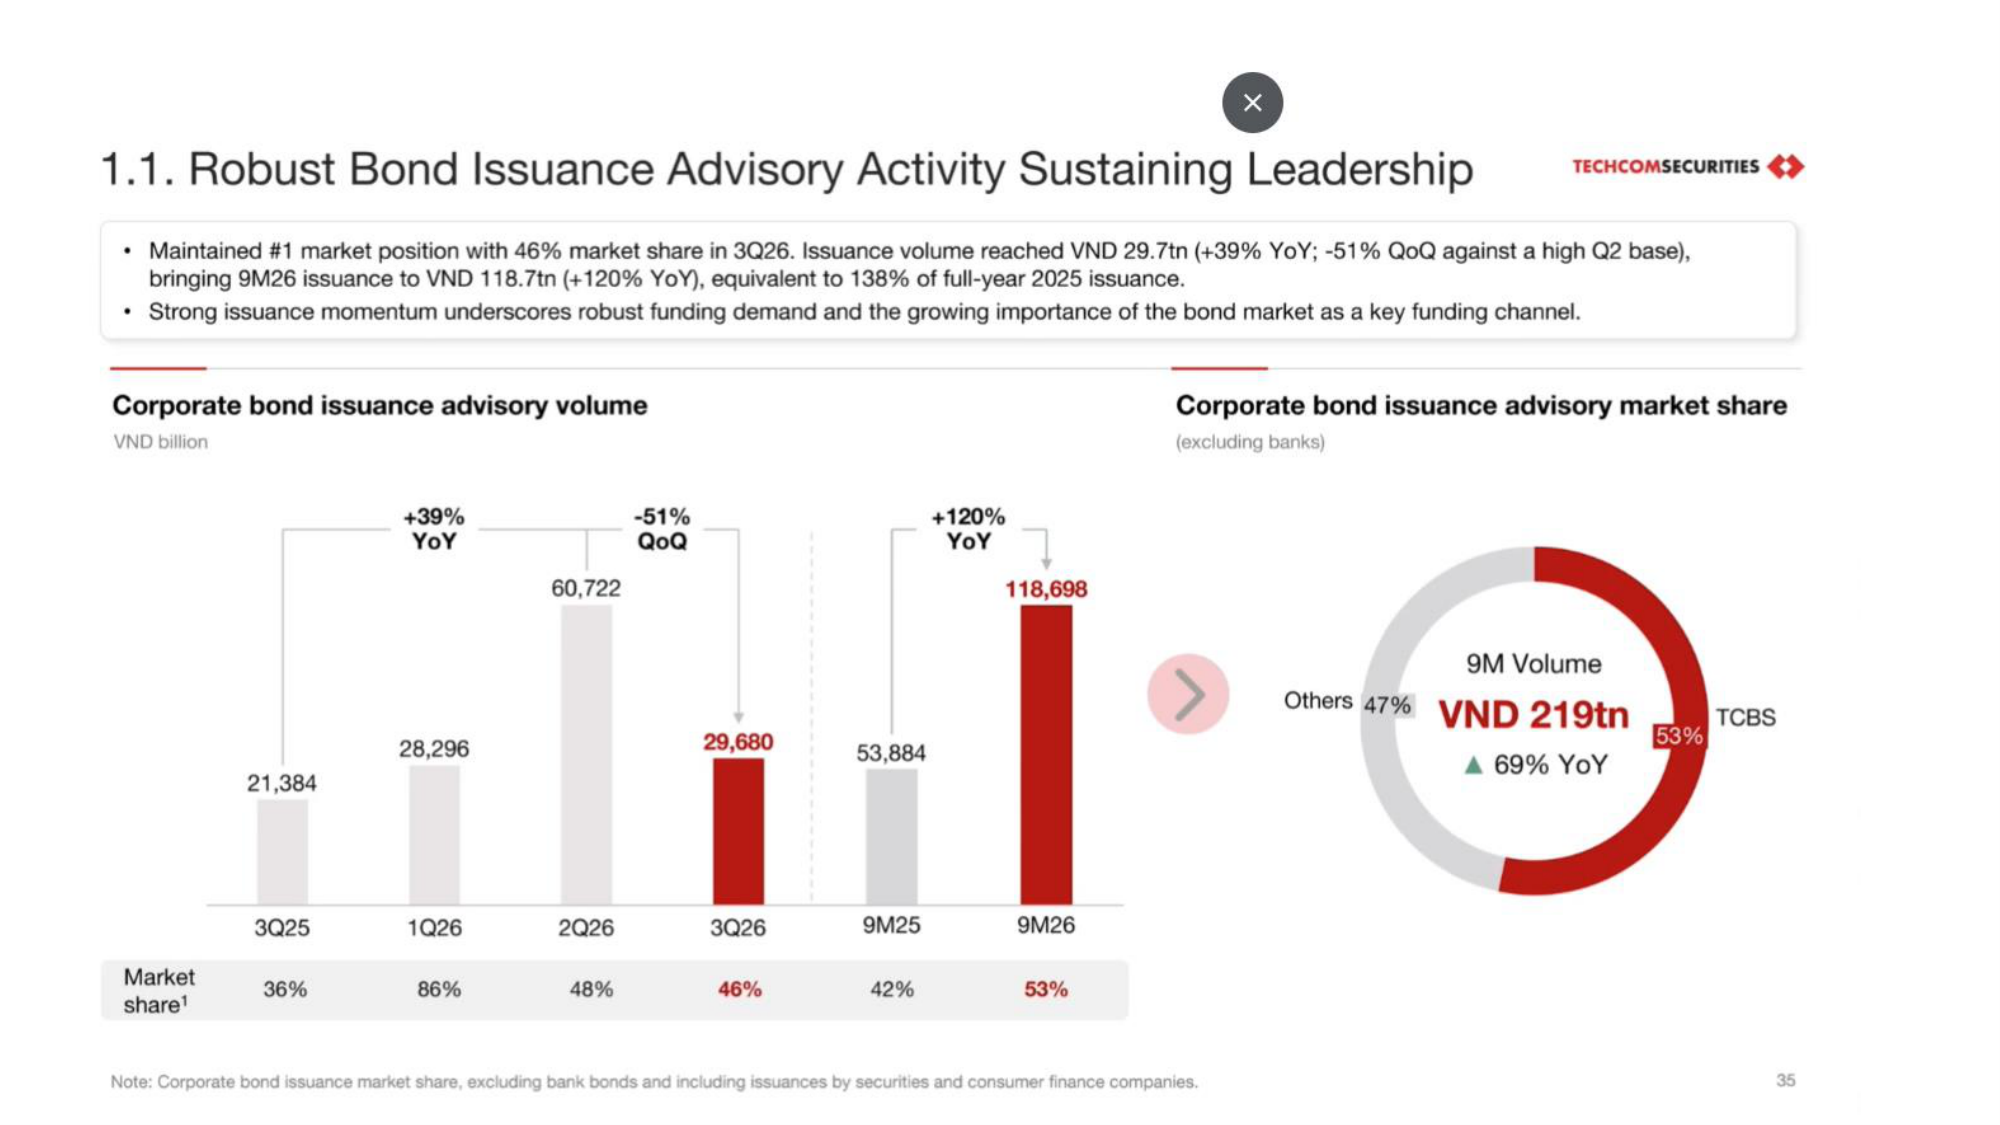 1.1. Robust Bond Issuance Advisory Activity Sustaining Leadership
TECHCOMSECURITIES
• Maintained #1 market position with 46% market share in 3Q26. Issuance volume reached VND 29.7tn (+39% YoY; -51% QoQ against a high Q2 base),
bringing 9M26 issuance to VND 118.7tn (+120% YoY), equivalent to 138% of full-year 2025 issuance.
• Strong issuance momentum underscores robust funding demand and the growing importance of the bond market as a key funding channel.
Corporate bond issuance advisory volume
VND billion
+39%
YoY
-51%
QoQ
+120%
YoY
21,384
28,296
60,722
29,680
53,884
118,698
3Q25 1Q26 2Q26 3Q26 9M25 9M26
Market
share¹
36% 86% 48% 46% 42% 53%
Corporate bond issuance advisory market share
(excluding banks)
Others 47%
9M Volume
VND 219tn
▲ 69% YoY
53% TCBS
Note: Corporate bond issuance market share, excluding bank bonds and including issuances by securities and consumer finance companies.
35